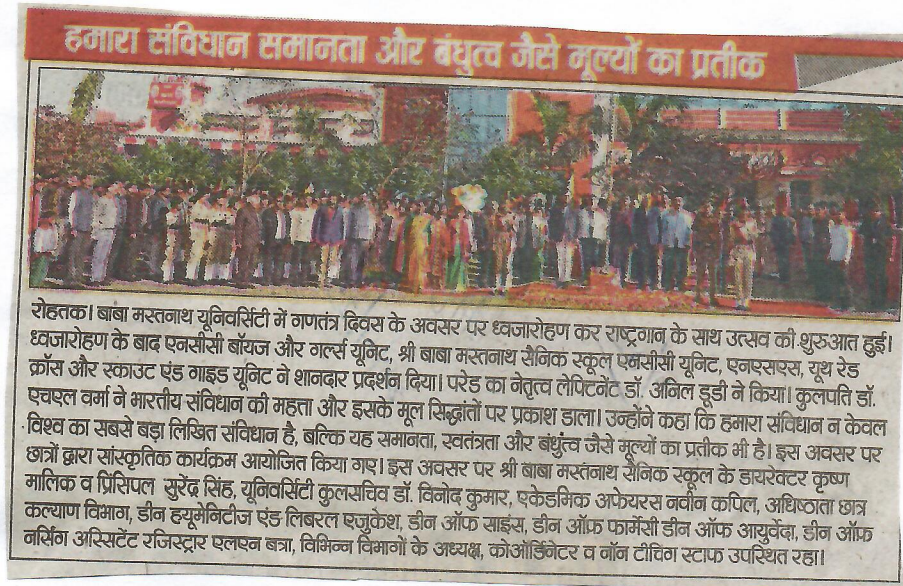 हमारा संविधान समानता और बंधुत्व जैसे मूल्यों का प्रतीक
रोहतक। बाबा मस्तनाथ यूनिवर्सिटी में गणतंत्र दिवस के अवसर पर ध्वजारोहण कर राष्ट्रगान के साथ उत्सव की शुरुआत हुई।
ध्वजारोहण के बाद एनसीसी बॉयज और गर्ल्स यूनिट, श्री बाबा मस्तनाथ सैनिक स्कूल एनसीसी यूनिट, एनएसएस, यूथ रेड
क्रॉस और स्काउट एंड गाइड यूनिट ने शानदार प्रदर्शन दिया। परेड का नेतृत्व लेफ्टिनेंट डॉ. अनिल डूडी ने किया। कुलपति डॉ.
एचएल वर्मा ने भारतीय संविधान की महत्ता और इसके मूल सिद्धांतों पर प्रकाश डाला। उन्होंने कहा कि हमारा संविधान न केवल
विश्व का सबसे बड़ा लिखित संविधान है, बल्कि यह समानता, स्वतंत्रता और बंधुत्व जैसे मूल्यों का प्रतीक भी है। इस अवसर पर
छात्रों द्वारा सांस्कृतिक कार्यक्रम आयोजित किया गए। इस अवसर पर श्री बाबा मस्तनाथ सैनिक स्कूल के डायरेक्टर कृष्ण
मालिक व प्रिंसिपल सुरेंद्र सिंह, यूनिवर्सिटी कुलसचिव डॉ. विनोद कुमार, एकेडमिक अफेयरस नवीन कपिल, अधिष्ठाता छात्र
कल्याण विभाग, डीन हयूमेनिटीज एंड लिबरल एजुकेश, डीन ऑफ साइंस, डीन ऑफ फार्मेसी डीन ऑफ आयुर्वेदा, डीन ऑफ
नर्सिंग अस्सिटेंट रजिस्ट्रार एलएन बत्रा, विभिन्न विभागों के अध्यक्ष, कोऑर्डिनेटर व नॉन टीचिंग स्टाफ उपस्थित रहा।